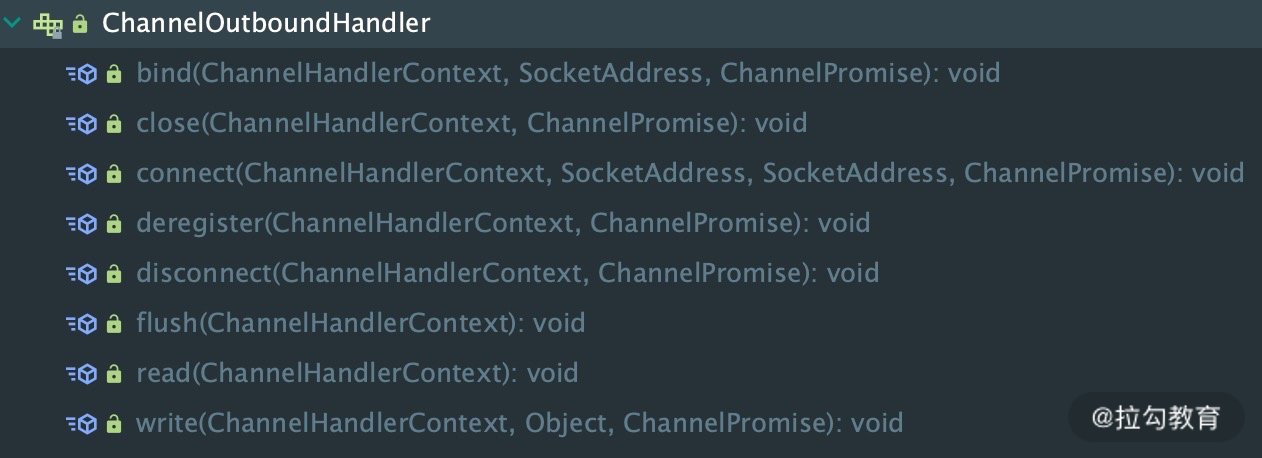 ChannelOutboundHandler
bind(ChannelHandlerContext, SocketAddress, ChannelPromise): void
close(ChannelHandlerContext, ChannelPromise): void
connect(ChannelHandlerContext, SocketAddress, SocketAddress, ChannelPromise): void
deregister(ChannelHandlerContext, ChannelPromise): void
disconnect(ChannelHandlerContext, ChannelPromise): void
flush(ChannelHandlerContext): void
read(ChannelHandlerContext): void
write(ChannelHandlerContext, Object, ChannelPromise): void
@拉勾教育